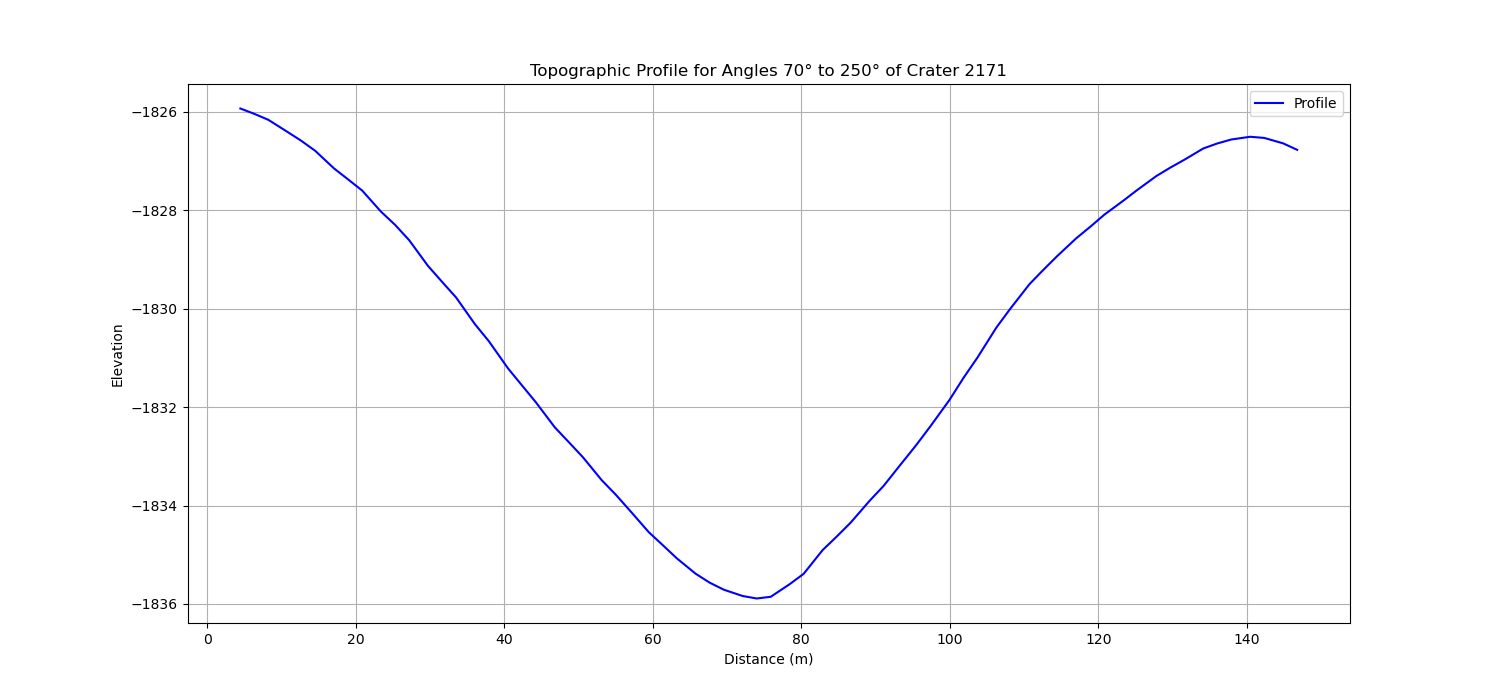 Topographic Profile for Angles 70° to 250° of Crater 2171
Profile
−1826
−1828
−1830
−1832
−1834
−1836
Elevation
0 20 40 60 80 100 120 140
Distance (m)